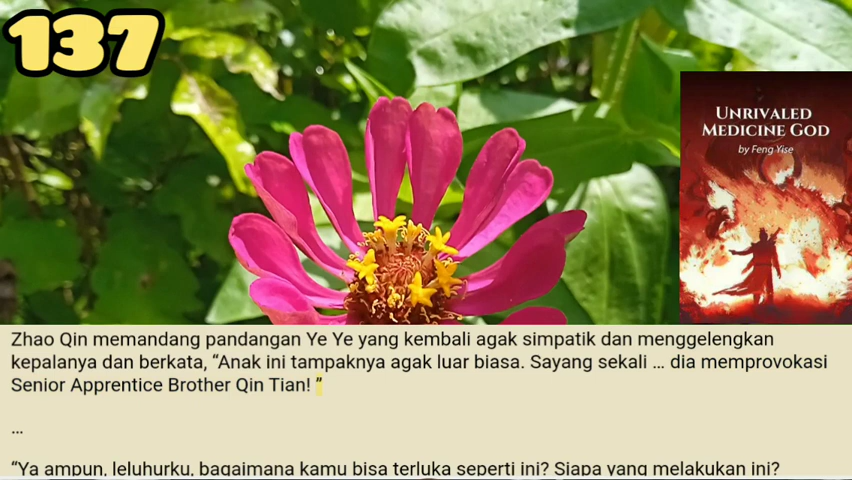 137
UNRIVALED
MEDICINE GOD
by Feng Yise
Zhao Qin memandang pandangan Ye Ye yang kembali agak simpatik dan menggelengkan
kepalanya dan berkata, “Anak ini tampaknya agak luar biasa. Sayang sekali ... dia memprovokasi
Senior Apprentice Brother Qin Tian! ”
...
“Ya ampun, leluhurku, bagaimana kamu bisa terluka seperti ini? Siapa yang melakukan ini?